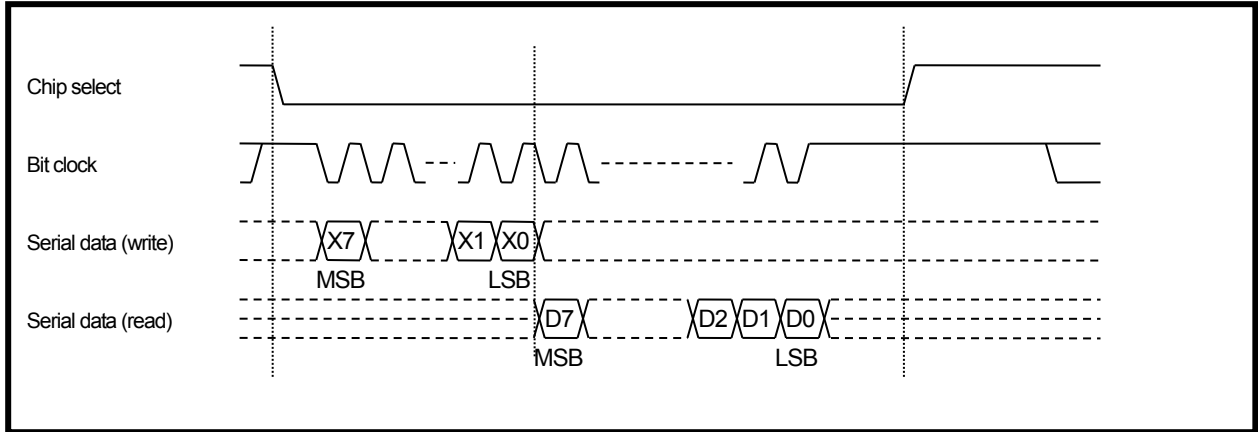 Chip select
Bit clock
Serial data (write)
X7 X1 X0
MSB LSB
Serial data (read)
D7 D2 D1 D0
MSB LSB